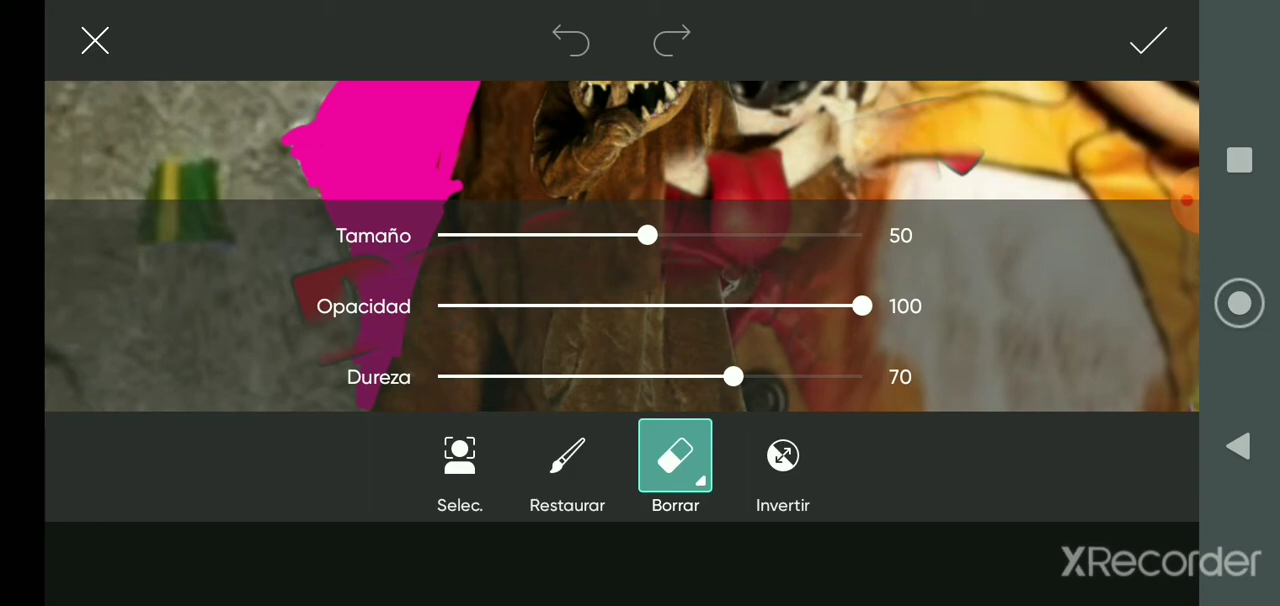 Tamaño 50
Opacidad 100
Dureza 70
Selec. Restaurar Borrar Invertir
XRecorder